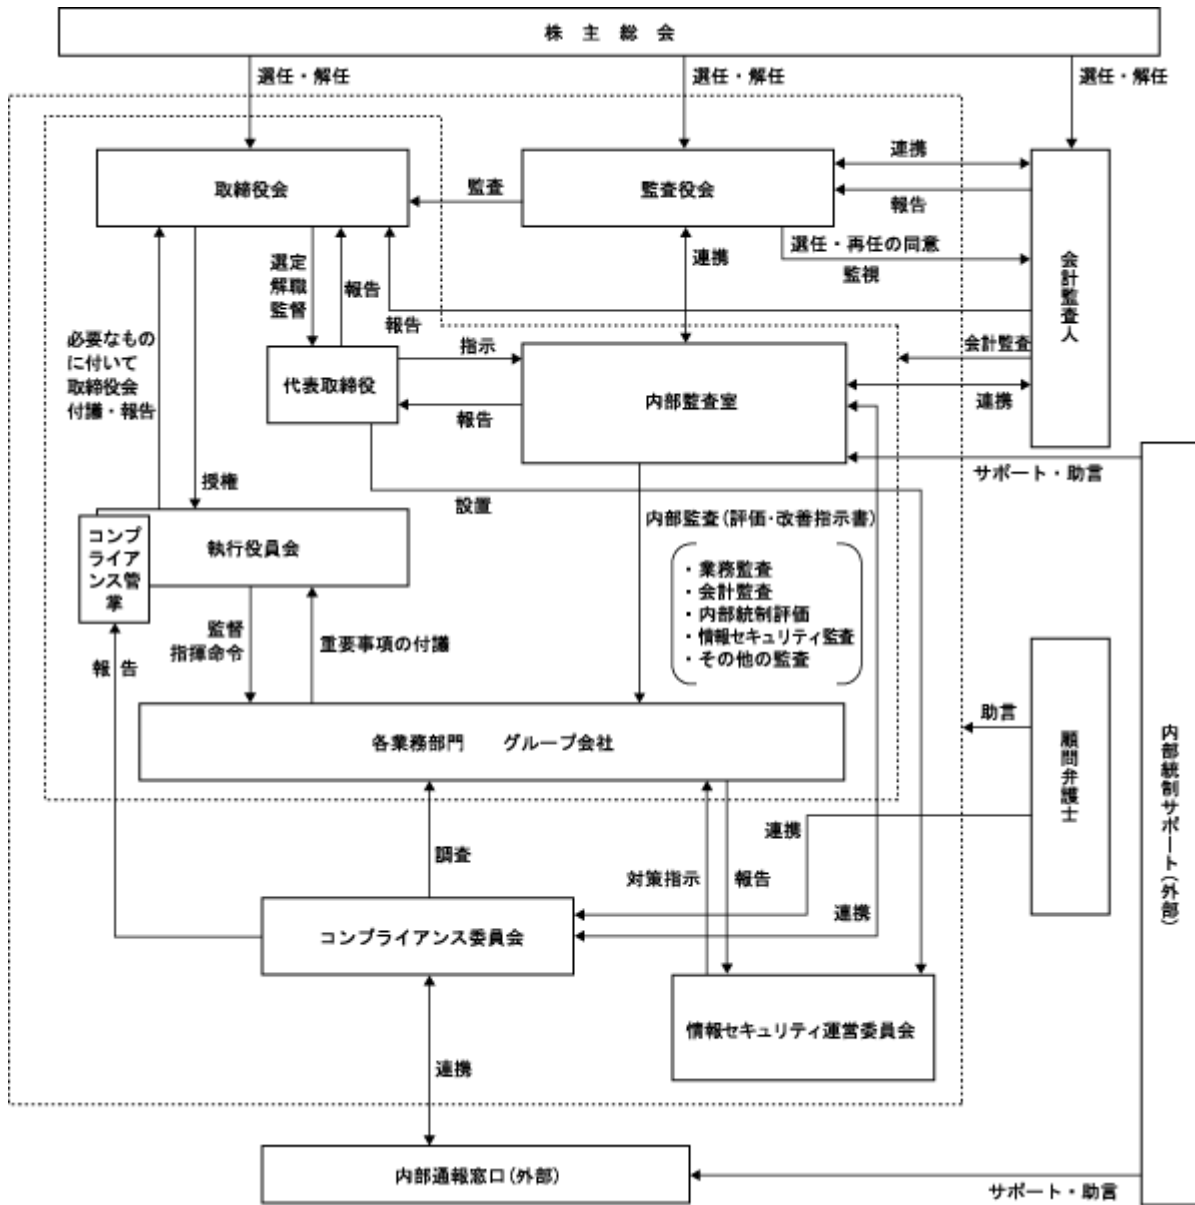 株 主 総 会
選任・解任
選任・解任
選任・解任
取締役会
監査
監査役会
連携
報告
選任・再任の同意
監視
会計監査人
選定
解職
監督
報告
報告
連携
必要なもの
に付いて
取締役会
付議・報告
代表取締役
指示
報告
内部監査室
会計監査
連携
サポート・助言
授権
設置
コンプ
ライア
ンス管
掌
執行役員会
内部監査(評価・改善指示書)
・業務監査
・会計監査
・内部統制評価
・情報セキュリティ監査
・その他の監査
監督
指揮命令
重要事項の付議
報 告
各業務部門 グループ会社
助言
顧問弁護士
内部統制サポート(外部)
連携
調査
対策指示
報告
連携
コンプライアンス委員会
情報セキュリティ運営委員会
連携
内部通報窓口(外部)
サポート・助言